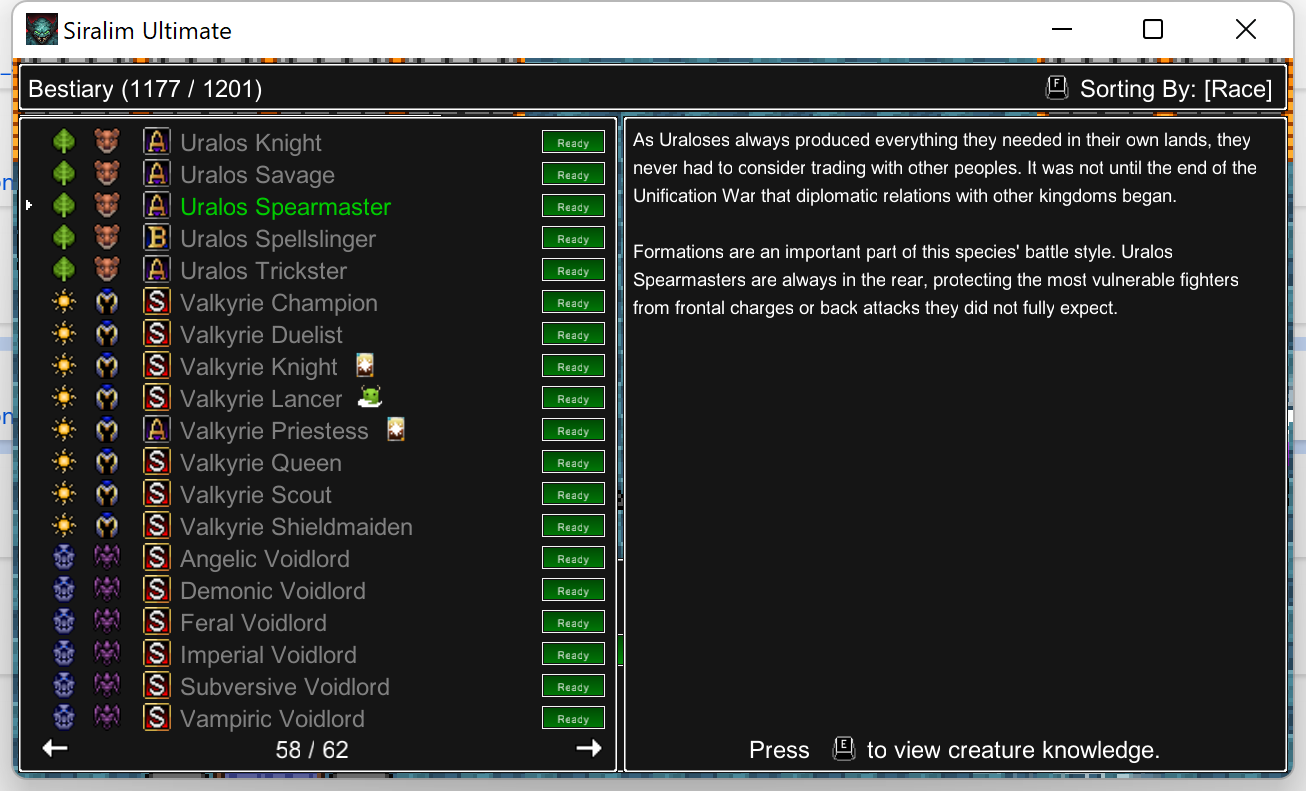 Siralim Ultimate
Bestiary (1177 / 1201)
F Sorting By: [Race]
A Uralos Knight Ready
A Uralos Savage Ready
A Uralos Spearmaster Ready
B Uralos Spellslinger Ready
A Uralos Trickster Ready
S Valkyrie Champion Ready
S Valkyrie Duelist Ready
S Valkyrie Knight Ready
S Valkyrie Lancer Ready
A Valkyrie Priestess Ready
S Valkyrie Queen Ready
S Valkyrie Scout Ready
S Valkyrie Shieldmaiden Ready
S Angelic Voidlord Ready
S Demonic Voidlord Ready
S Feral Voidlord Ready
S Imperial Voidlord Ready
S Subversive Voidlord Ready
S Vampiric Voidlord Ready
58 / 62
As Uraloses always produced everything they needed in their own lands, they
never had to consider trading with other peoples. It was not until the end of the
Unification War that diplomatic relations with other kingdoms began.
Formations are an important part of this species' battle style. Uralos
Spearmasters are always in the rear, protecting the most vulnerable fighters
from frontal charges or back attacks they did not fully expect.
Press E to view creature knowledge.